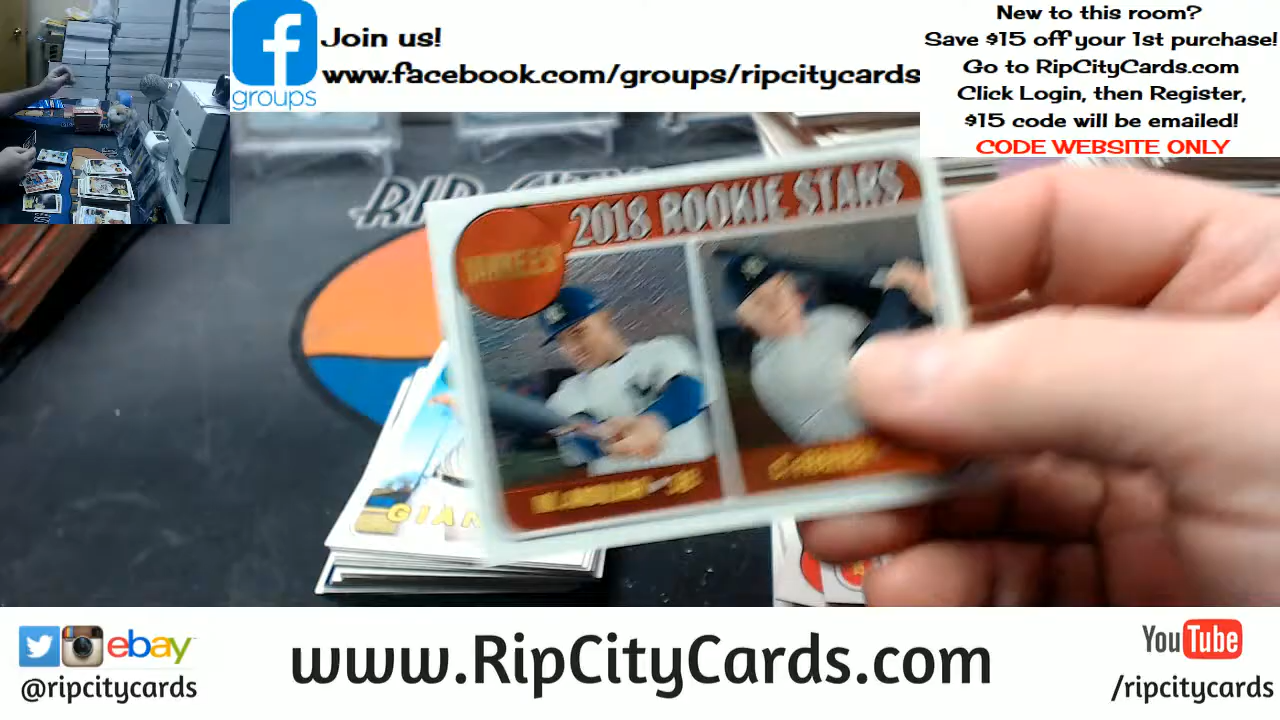 groups
Join us!
www.facebook.com/groups/ripcitycards
New to this room?
Save $15 off your 1st purchase!
Go to RipCityCards.com
Click Login, then Register,
$15 code will be emailed!
CODE WEBSITE ONLY
RIP
2018 ROOKIE STARS
YANKEES
GIAN
ebay
@ripcitycards
www.RipCityCards.com
YouTube
/ripcitycards